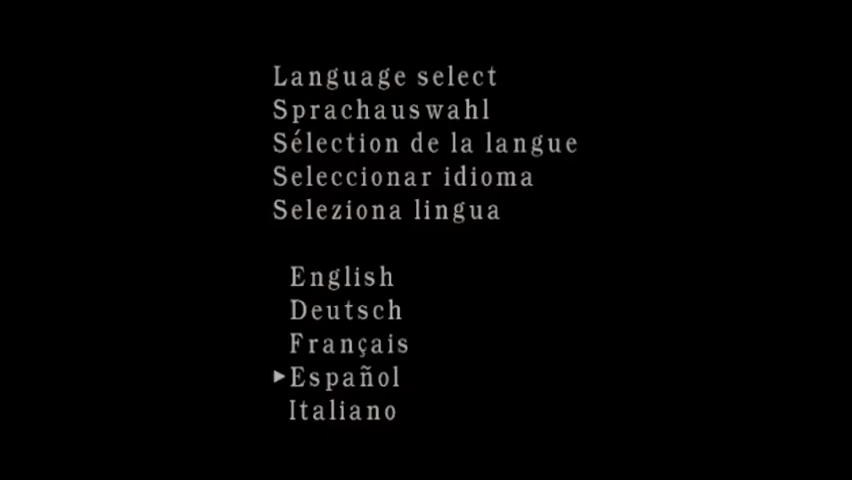 Language select
Sprachauswahl
Sélection de la langue
Seleccionar idioma
Seleziona lingua
English
Deutsch
Français
►Español
Italiano